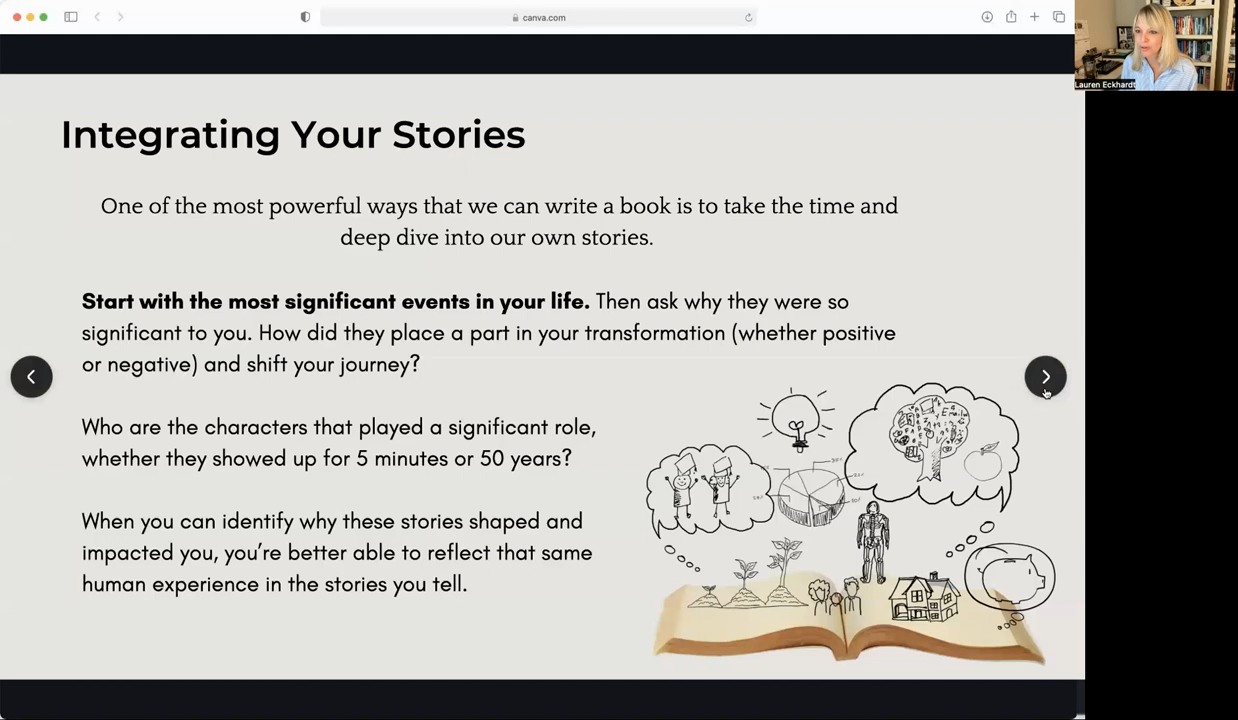 canva.com
Lauren Eckhardt
Integrating Your Stories
One of the most powerful ways that we can write a book is to take the time and
deep dive into our own stories.
Start with the most significant events in your life. Then ask why they were so
significant to you. How did they place a part in your transformation (whether positive
or negative) and shift your journey?
Who are the characters that played a significant role,
whether they showed up for 5 minutes or 50 years?
When you can identify why these stories shaped and
impacted you, you're better able to reflect that same
human experience in the stories you tell.